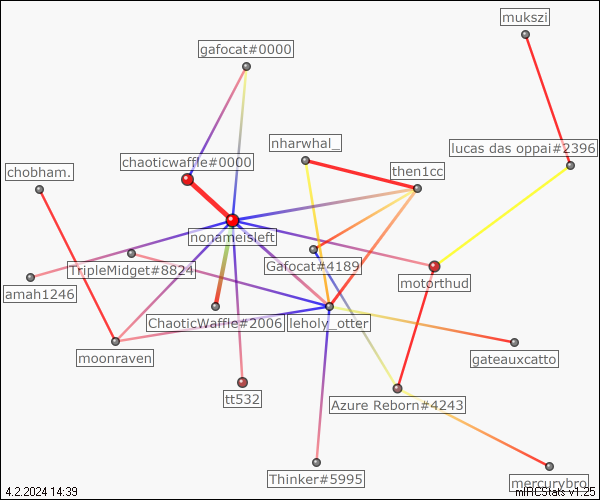 mukszi
gafocat#0000
nharwhal_
lucas das oppai#2396
chaoticwaffle#0000
chobham.
then1cc
nonameisleft
Gafocat#4189
TripleMidget#8824
motorthud
amah1246
ChaoticWaffle#2006
leholy_otter
moonraven
gateauxcatto
tt532
Azure Reborn#4243
Thinker#5995
mercurybro
4.2.2024 14:39
mIRCStats v1.25